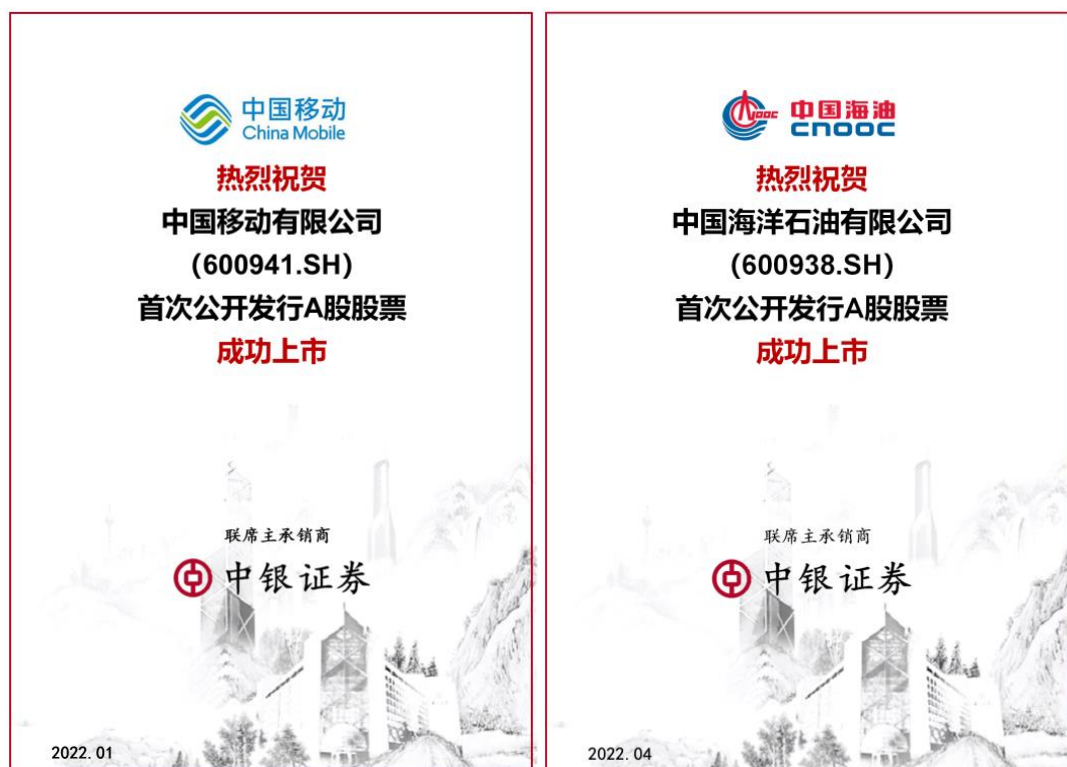 中国移动
China Mobile
热烈祝贺
中国移动有限公司
（600941.SH）
首次公开发行A股股票
成功上市
联席主承销商
中银证券
2022.01
中国海油
CNOOC
热烈祝贺
中国海洋石油有限公司
（600938.SH）
首次公开发行A股股票
成功上市
联席主承销商
中银证券
2022.04